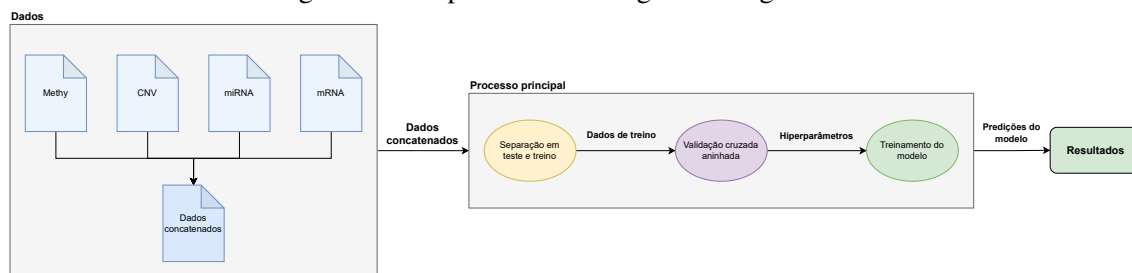 Dados
Methy
CNV
miRNA
mRNA
Dados
concatenados
Dados
concatenados
Processo principal
Separação em
teste e treino
Dados de treino
Validação cruzada
aninhada
Hiperparâmetros
Treinamento do
modelo
Predições do
modelo
Resultados